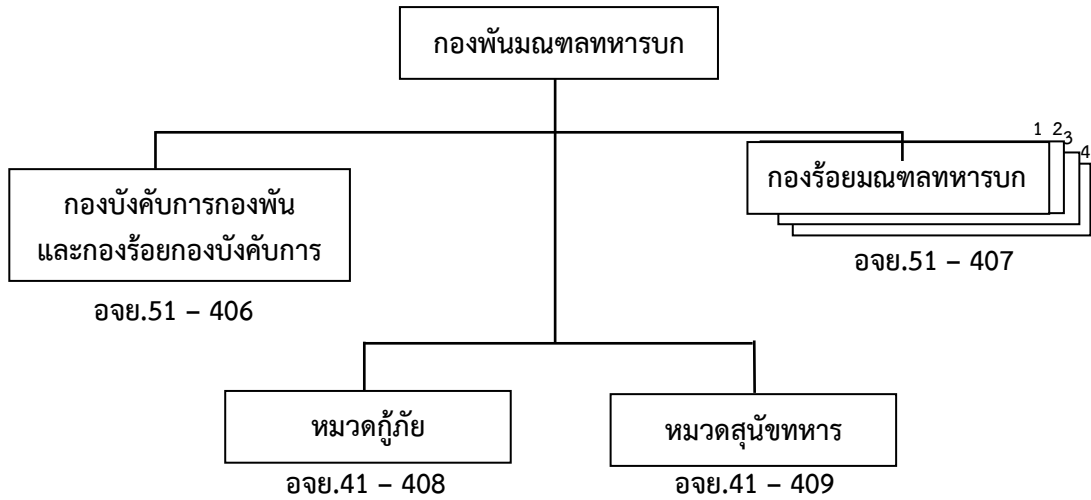 กองพันมณฑลทหารบก
1 2 3 4
กองบังคับการกองพัน
และกองร้อยกองบังคับการ
อจย.51 – 406
กองร้อยมณฑลทหารบก
อจย.51 – 407
หมวดกู้ภัย
อจย.41 – 408
หมวดสุนัขทหาร
อจย.41 – 409